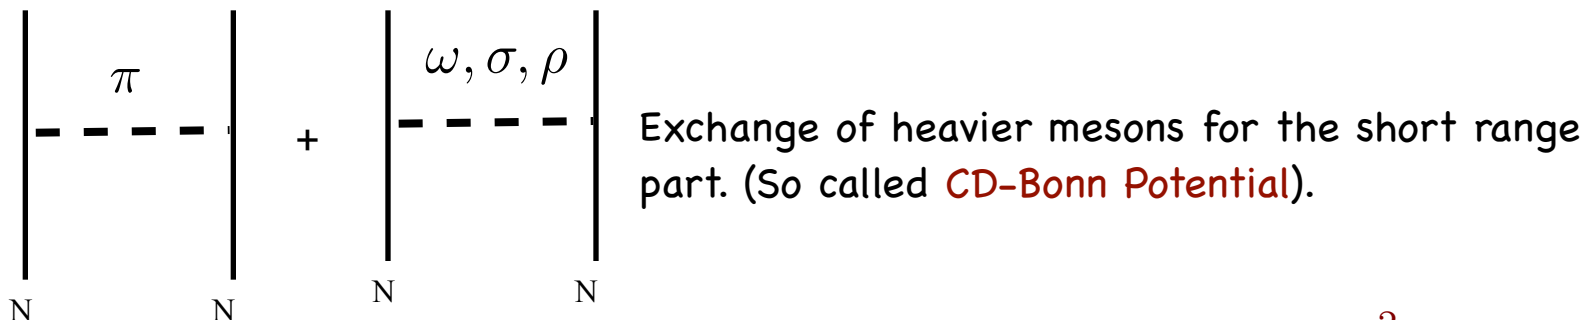 π
ω, σ, ρ
+
Exchange of heavier mesons for the short range
part. (So called CD-Bonn Potential).
N
N
N
N